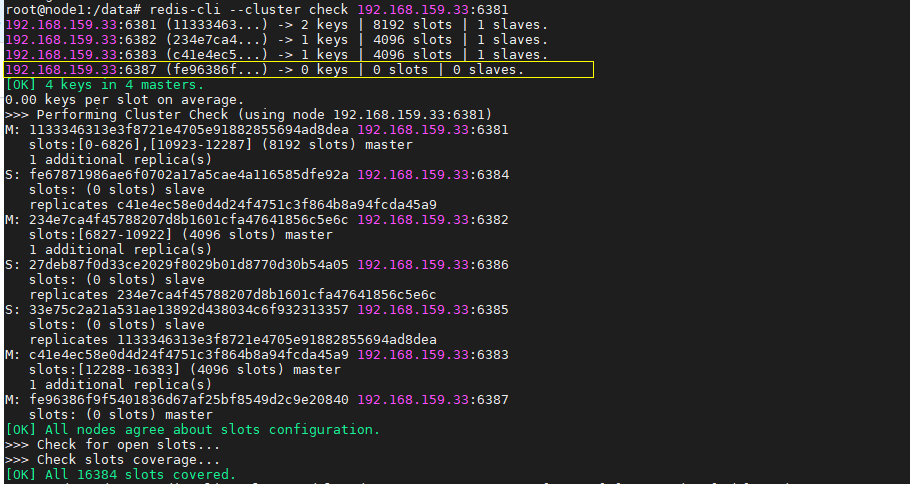 root@node1:/data# redis-cli --cluster check 192.168.159.33:6381
192.168.159.33:6381 (11333463...) -> 2 keys | 8192 slots | 1 slaves.
192.168.159.33:6382 (234e7ca4...) -> 1 keys | 4096 slots | 1 slaves.
192.168.159.33:6383 (c41e4ec5...) -> 1 keys | 4096 slots | 1 slaves.
192.168.159.33:6387 (fe96386f...) -> 0 keys | 0 slots | 0 slaves.
[OK] 4 keys in 4 masters.
0.00 keys per slot on average.
>>> Performing Cluster Check (using node 192.168.159.33:6381)
M: 1133346313e3f8721e4705e91882855694ad8dea 192.168.159.33:6381
   slots:[0-6826],[10923-12287] (8192 slots) master
   1 additional replica(s)
S: fe67871986ae6f0702a17a5cae4a116585dfe92a 192.168.159.33:6384
   slots: (0 slots) slave
   replicates c41e4ec58e0d4d24f4751c3f864b8a94fcda45a9
M: 234e7ca4f45788207d8b1601cfa47641856c5e6c 192.168.159.33:6382
   slots:[6827-10922] (4096 slots) master
   1 additional replica(s)
S: 27deb87f0d33ce2029f8029b01d8770d30b54a05 192.168.159.33:6386
   slots: (0 slots) slave
   replicates 234e7ca4f45788207d8b1601cfa47641856c5e6c
S: 33e75c2a21a531ae13892d438034c6f932313357 192.168.159.33:6385
   slots: (0 slots) slave
   replicates 1133346313e3f8721e4705e91882855694ad8dea
M: c41e4ec58e0d4d24f4751c3f864b8a94fcda45a9 192.168.159.33:6383
   slots:[12288-16383] (4096 slots) master
   1 additional replica(s)
M: fe96386f9f5401836d67af25bf8549d2c9e20840 192.168.159.33:6387
   slots: (0 slots) master
[OK] All nodes agree about slots configuration.
>>> Check for open slots...
>>> Check slots coverage...
[OK] All 16384 slots covered.